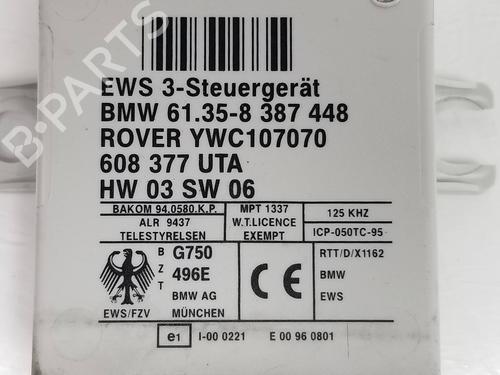 EWS 3-Steuergerät
BMW 61.35-8 387 448
ROVER YWC107070
608 377 UTA
HW 03 SW 06
BAKOM 94.0580.K.P.
ALR 9437
TELESTYRELSEN
MPT 1337
W.T.LICENCE
EXEMPT
125 KHZ
ICP-050TC-95
BZT
G750
496E
BMW AG
MÜNCHEN
EWS/FZV
CE
RTT/D/X1162
BMW
EWS
e1
I-00 0221
E 00 96 0801
B-PARTS